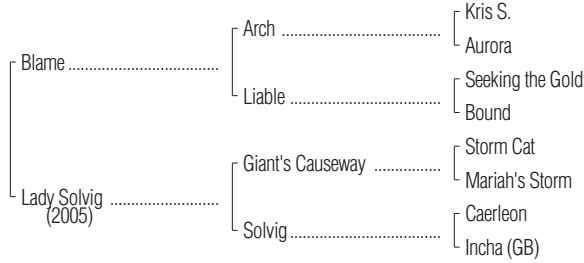 Kris S.
Arch ..........................................
Aurora
Blame ..................................
Seeking the Gold
Liable ........................................
Bound
Storm Cat
Giant's Causeway ....................
Mariah's Storm
Lady Solvig ..............................
(2005)
Caerleon
Solvig ........................................
Incha (GB)